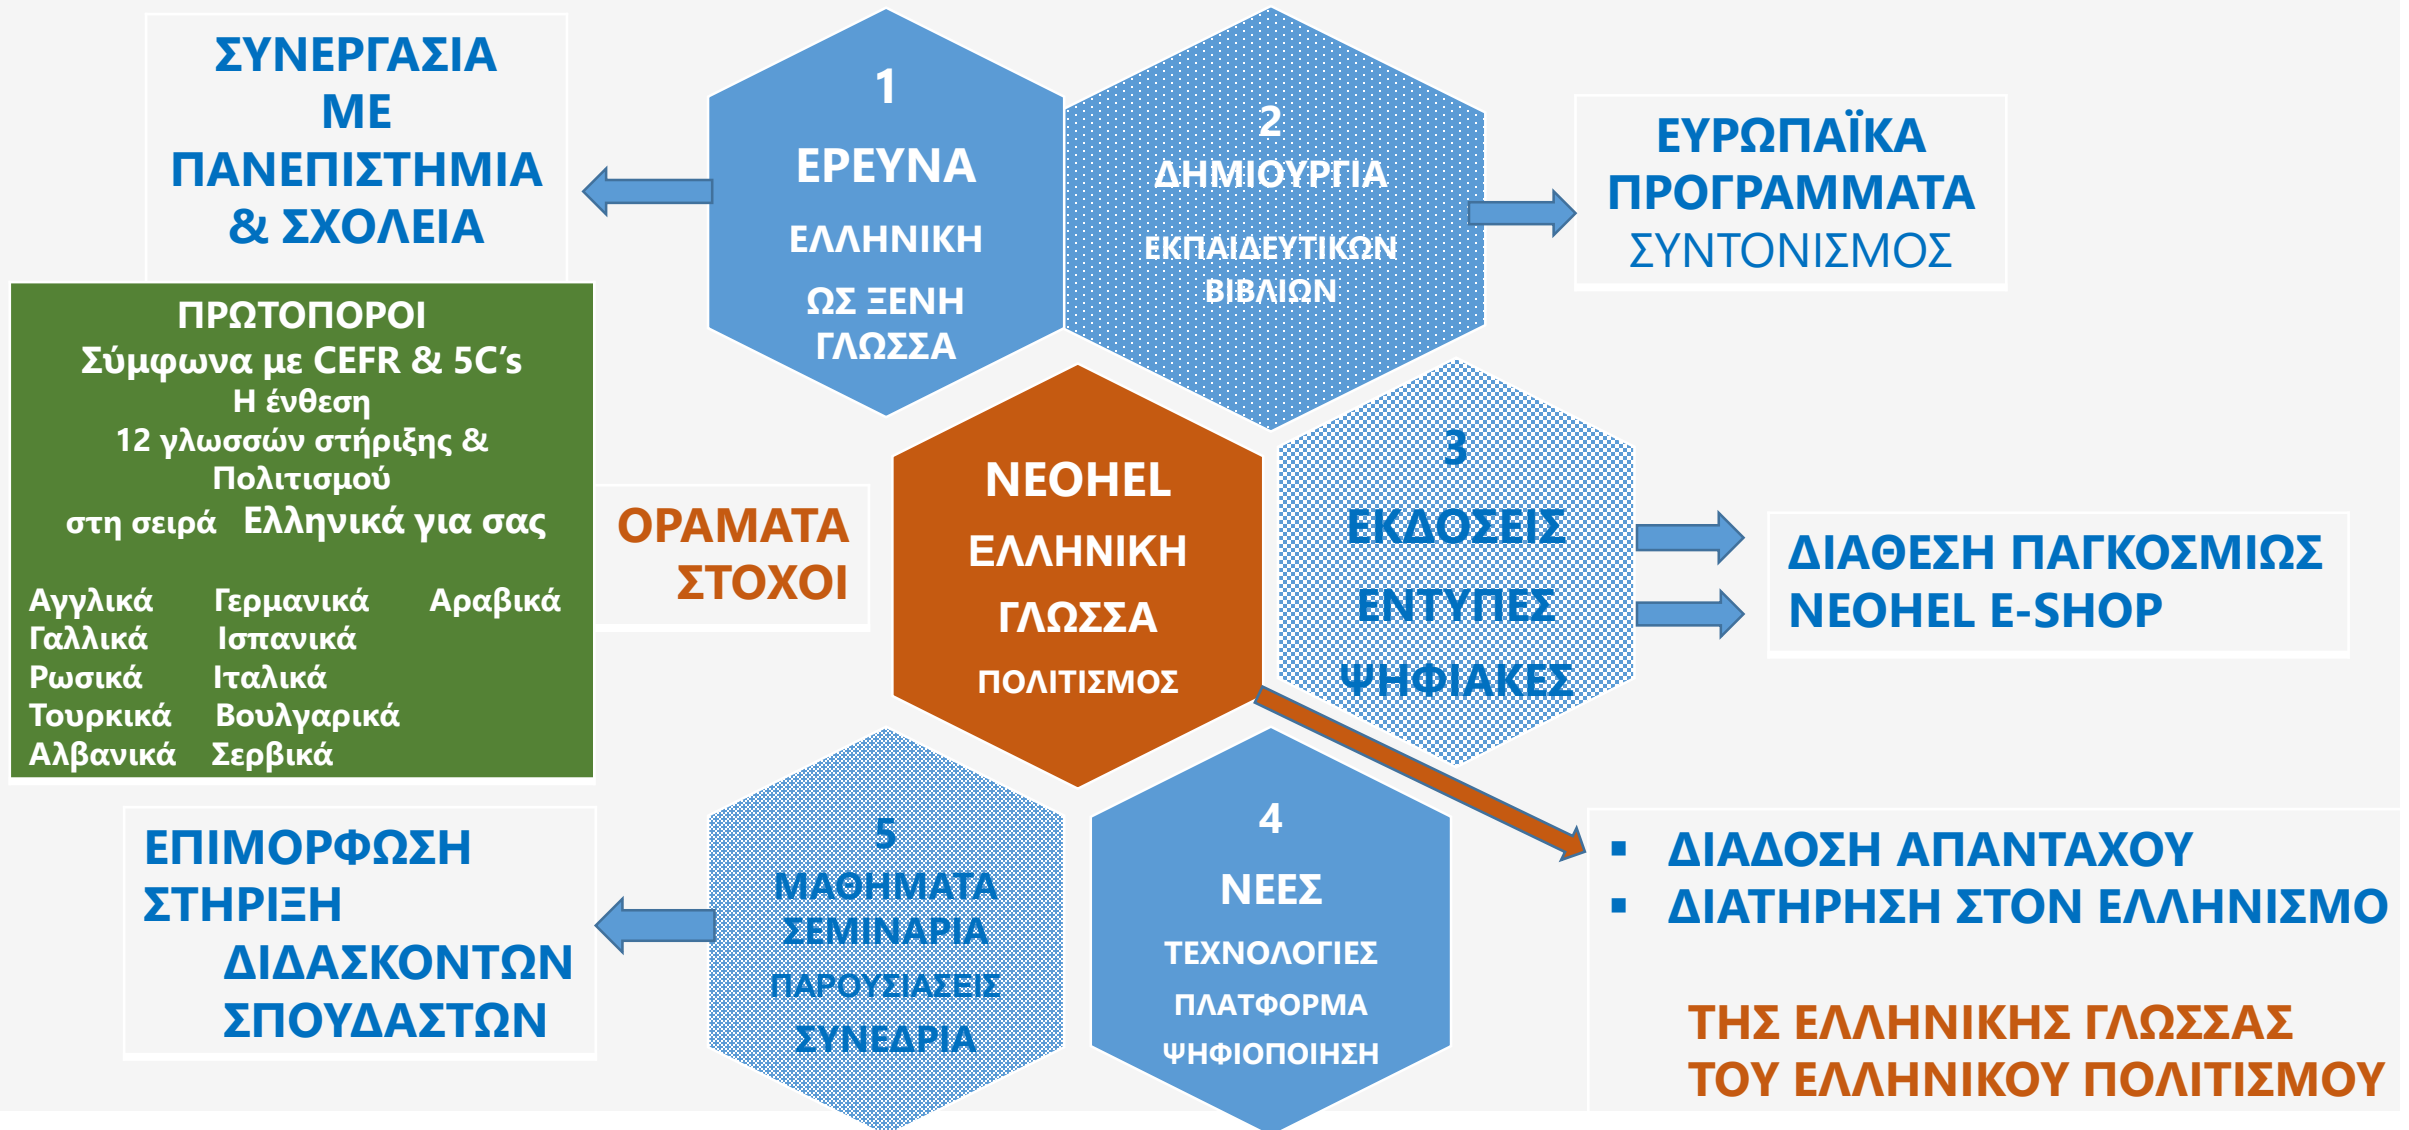 ΣΥΝΕΡΓΑΣΙΑ
ΜΕ
ΠΑΝΕΠΙΣΤΗΜΙΑ
& ΣΧΟΛΕΙΑ
1
ΕΡΕΥΝΑ
ΕΛΛΗΝΙΚΗ
ΩΣ ΞΕΝΗ
ΓΛΩΣΣΑ
2
ΔΗΜΙΟΥΡΓΙΑ
ΕΚΠΑΙΔΕΥΤΙΚΩΝ
ΒΙΒΛΙΩΝ
ΕΥΡΩΠΑΪΚΑ
ΠΡΟΓΡΑΜΜΑΤΑ
ΣΥΝΤΟΝΙΣΜΟΣ
ΠΡΩΤΟΠΟΡΟΙ
Σύμφωνα με CEFR & 5C’s
Η ένθεση
12 γλωσσών στήριξης &
Πολιτισμού
στη σειρά Ελληνικά για σας
Αγγλικά Γερμανικά Αραβικά
Γαλλικά Ισπανικά
Ρωσικά Ιταλικά
Τουρκικά Βουλγαρικά
Αλβανικά Σερβικά
ΟΡΑΜΑΤΑ
ΣΤΟΧΟΙ
NEOHEL
ΕΛΛΗΝΙΚΗ
ΓΛΩΣΣΑ
ΠΟΛΙΤΙΣΜΟΣ
3
ΕΚΔΟΣΕΙΣ
ΕΝΤΥΠΕΣ
ΨΗΦΙΑΚΕΣ
ΔΙΑΘΕΣΗ ΠΑΓΚΟΣΜΙΩΣ
NEOHEL E-SHOP
ΕΠΙΜΟΡΦΩΣΗ
ΣΤΗΡΙΞΗ
ΔΙΔΑΣΚΟΝΤΩΝ
ΣΠΟΥΔΑΣΤΩΝ
5
ΜΑΘΗΜΑΤΑ
ΣΕΜΙΝΑΡΙΑ
ΠΑΡΟΥΣΙΑΣΕΙΣ
ΣΥΝΕΔΡΙΑ
4
ΝΕΕΣ
ΤΕΧΝΟΛΟΓΙΕΣ
ΠΛΑΤΦΟΡΜΑ
ΨΗΦΙΟΠΟΙΗΣΗ
▪ ΔΙΑΔΟΣΗ ΑΠΑΝΤΑΧΟΥ
▪ ΔΙΑΤΗΡΗΣΗ ΣΤΟΝ ΕΛΛΗΝΙΣΜΟ
ΤΗΣ ΕΛΛΗΝΙΚΗΣ ΓΛΩΣΣΑΣ
ΤΟΥ ΕΛΛΗΝΙΚΟΥ ΠΟΛΙΤΙΣΜΟΥ